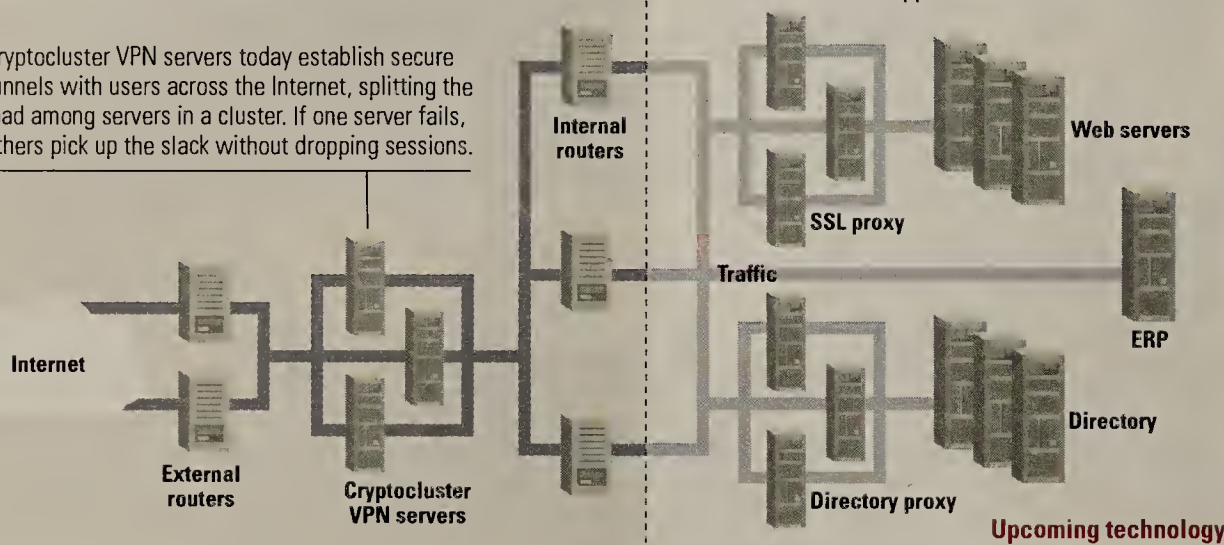 ryptocluster VPN servers today establish secure
unnels with users across the Internet, splitting the
ad among servers in a cluster. If one server fails,
thers pick up the slack without dropping sessions.
Internal
routers
Web servers
SSL proxy
Traffic
ERP
Internet
Directory
External
routers
Cryptocluster
VPN servers
Directory proxy
Upcoming technology